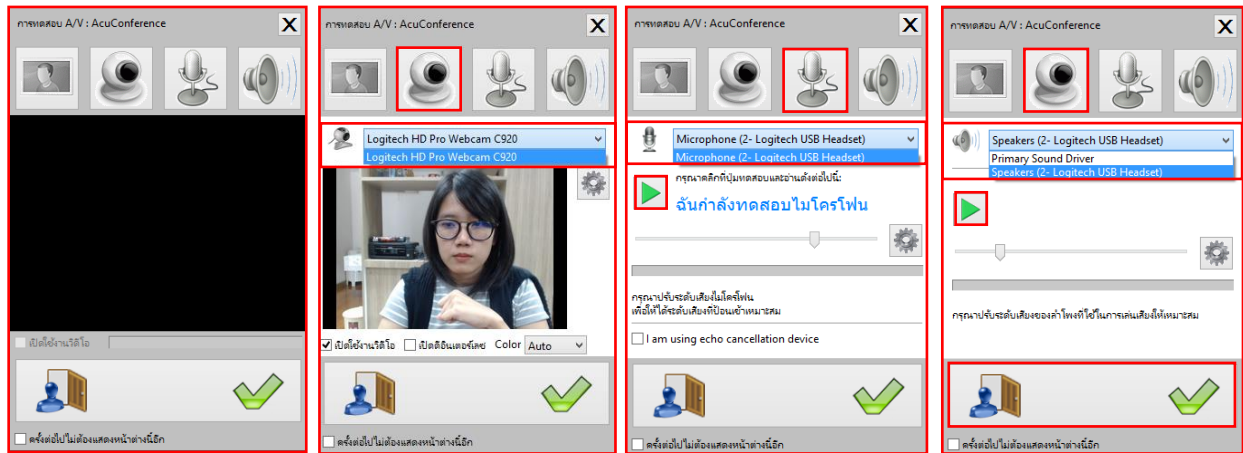 การทดสอบ A/V : AcuConference
X
เปิดใช้งานวิดีโอ
ครั้งต่อไปไม่ต้องแสดงหน้าต่างนี้อีก
การทดสอบ A/V : AcuConference
X
Logitech HD Pro Webcam C920
Logitech HD Pro Webcam C920
เปิดใช้งานวิดีโอ
เปิดดีอินเตอร์เลซ
Color
Auto
ครั้งต่อไปไม่ต้องแสดงหน้าต่างนี้อีก
การทดสอบ A/V : AcuConference
X
Microphone (2- Logitech USB Headset)
Microphone (2- Logitech USB Headset)
กรุณาคลิกที่ปุ่มทดสอบและอ่านดังต่อไปนี้:
ฉันกำลังทดสอบไมโครโฟน
กรุณาปรับระดับเสียงไมโครโฟน
เพื่อให้ได้ระดับเสียงที่ป้อนเข้าเหมาะสม
I am using echo cancellation device
ครั้งต่อไปไม่ต้องแสดงหน้าต่างนี้อีก
การทดสอบ A/V : AcuConference
X
Speakers (2- Logitech USB Headset)
Primary Sound Driver
Speakers (2- Logitech USB Headset)
กรุณาปรับระดับเสียงของลำโพงที่ใช้ในการเล่นเสียงให้เหมาะสม
ครั้งต่อไปไม่ต้องแสดงหน้าต่างนี้อีก